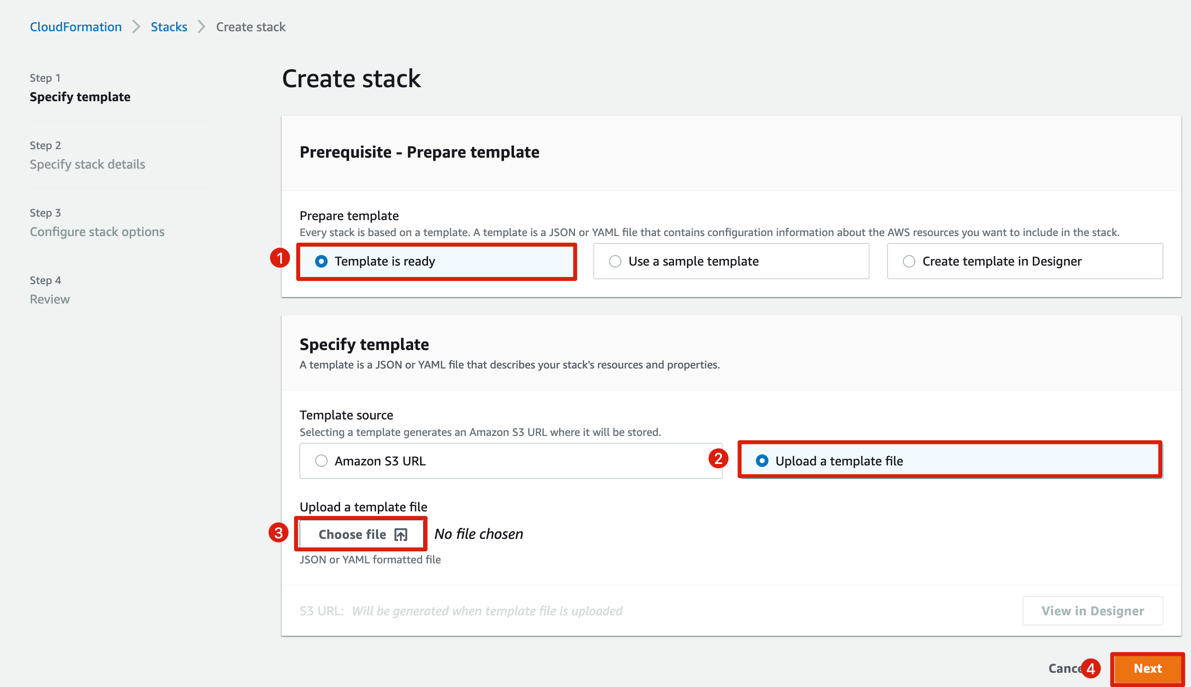 CloudFormation > Stacks > Create stack
Step 1
Specify template
Step 2
Specify stack details
Step 3
Configure stack options
Step 4
Review
Create stack
Prerequisite - Prepare template
Prepare template
Every stack is based on a template. A template is a JSON or YAML file that contains configuration information about the AWS resources you want to include in the stack.
1 Template is ready Use a sample template Create template in Designer
Specify template
A template is a JSON or YAML file that describes your stack's resources and properties.
Template source
Selecting a template generates an Amazon S3 URL where it will be stored.
Amazon S3 URL 2 Upload a template file
Upload a template file
3 Choose file No file chosen
JSON or YAML formatted file
S3 URL: Will be generated when template file is uploaded View in Designer
Cance 4 Next